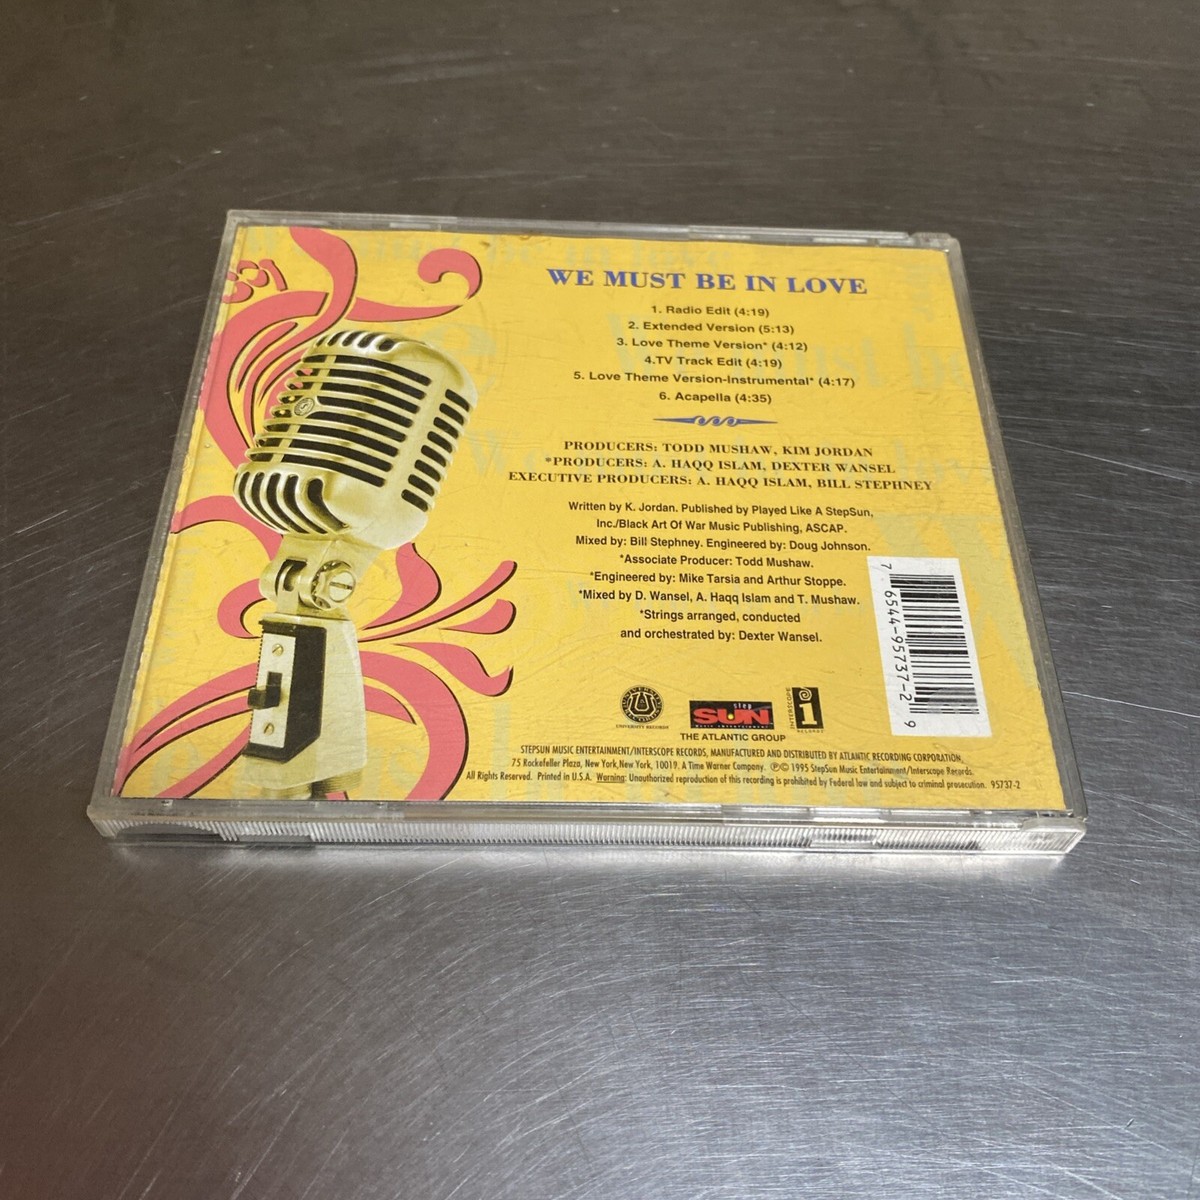 WE MUST BE IN LOVE
1. Radio Edit (4:19)
2. Extended Version (5:13)
3. Love Theme Version* (4:12)
4.TV Track Edit (4:19)
5. Love Theme Version-Instrumental* (4:17)
6. Acapella (4:35)
PRODUCERS: TODD MUSHAW, KIM JORDAN
*PRODUCERS: A. HAQQ ISLAM, DEXTER WANSEL
EXECUTIVE PRODUCERS: A. HAQQ ISLAM, BILL STEPHNEY
Written by K. Jordan. Published by Played Like A StepSun,
Inc./Black Art Of War Music Publishing, ASCAP.
Mixed by: Bill Stephney. Engineered by: Doug Johnson.
*Associate Producer: Todd Mushaw.
*Engineered by: Mike Tarsia and Arthur Stoppe.
*Mixed by D. Wansel, A. Haqq Islam and T. Mushaw.
*Strings arranged, conducted
and orchestrated by: Dexter Wansel.
7 6544-95737-2 9
UNIVERSITY RECORDS
step
SUN
MUSIC ENTERTAINMENT
INTERSCOPE
RECORDS
THE ATLANTIC GROUP
STEPSUN MUSIC ENTERTAINMENT/INTERSCOPE RECORDS, MANUFACTURED AND DISTRIBUTED BY ATLANTIC RECORDING CORPORATION,
75 Rockefeller Plaza, New York,New York, 10019. A Time Warner Company. ℗© 1995 StepSun Music Entertainment/Interscope Records.
All Rights Reserved. Printed in U.S.A. Warning: Unauthorized reproduction of this recording is prohibited by Federal law and subject to criminal prosecution. 95737-2